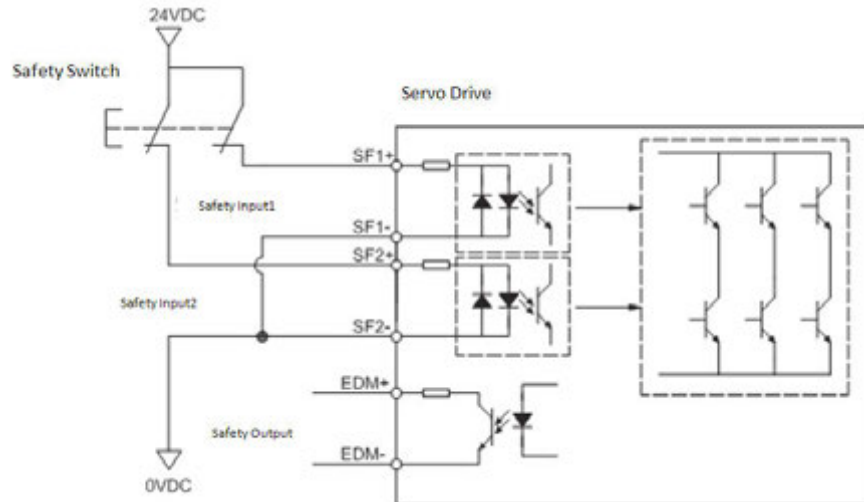 24VDC
Safety Switch
Servo Drive
SF1+
Safety Input1
SF1-
SF2+
Safety Input2
SF2-
EDM+
Safety Output
EDM-
0VDC